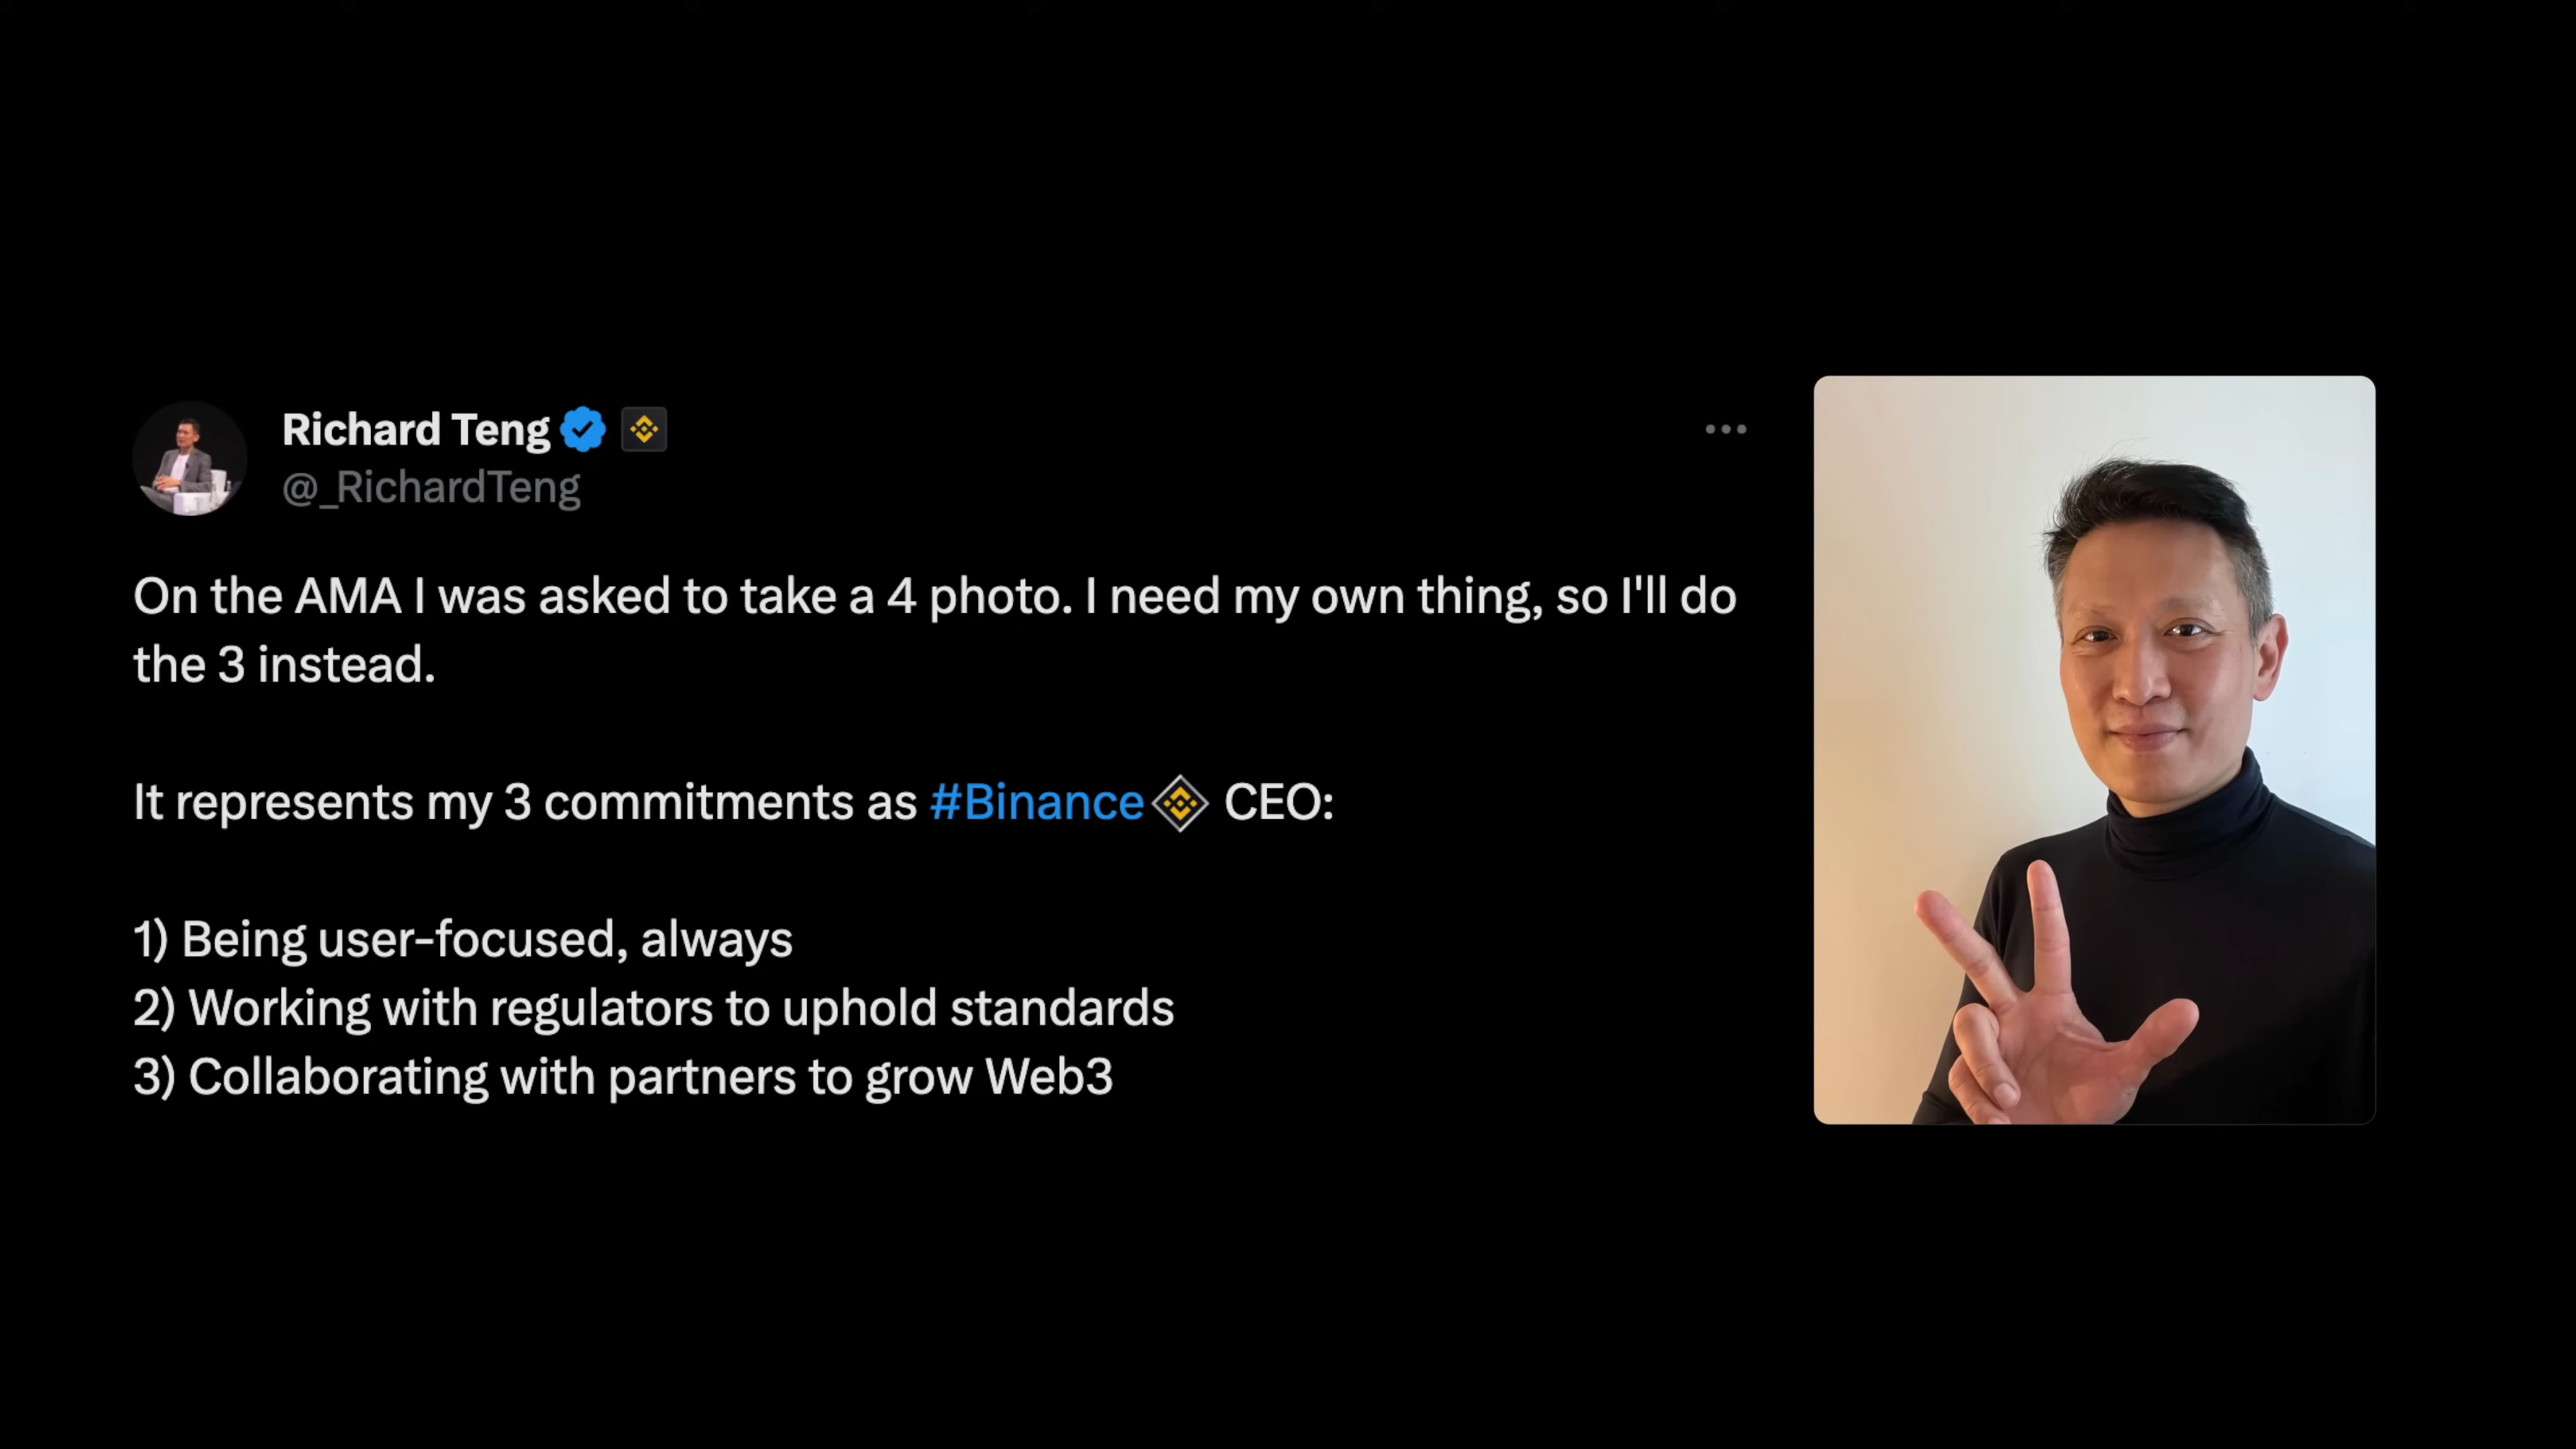 Richard Teng
@_RichardTeng
On the AMA I was asked to take a 4 photo. I need my own thing, so I'll do
the 3 instead.
It represents my 3 commitments as #Binance CEO:
1) Being user-focused, always
2) Working with regulators to uphold standards
3) Collaborating with partners to grow Web3